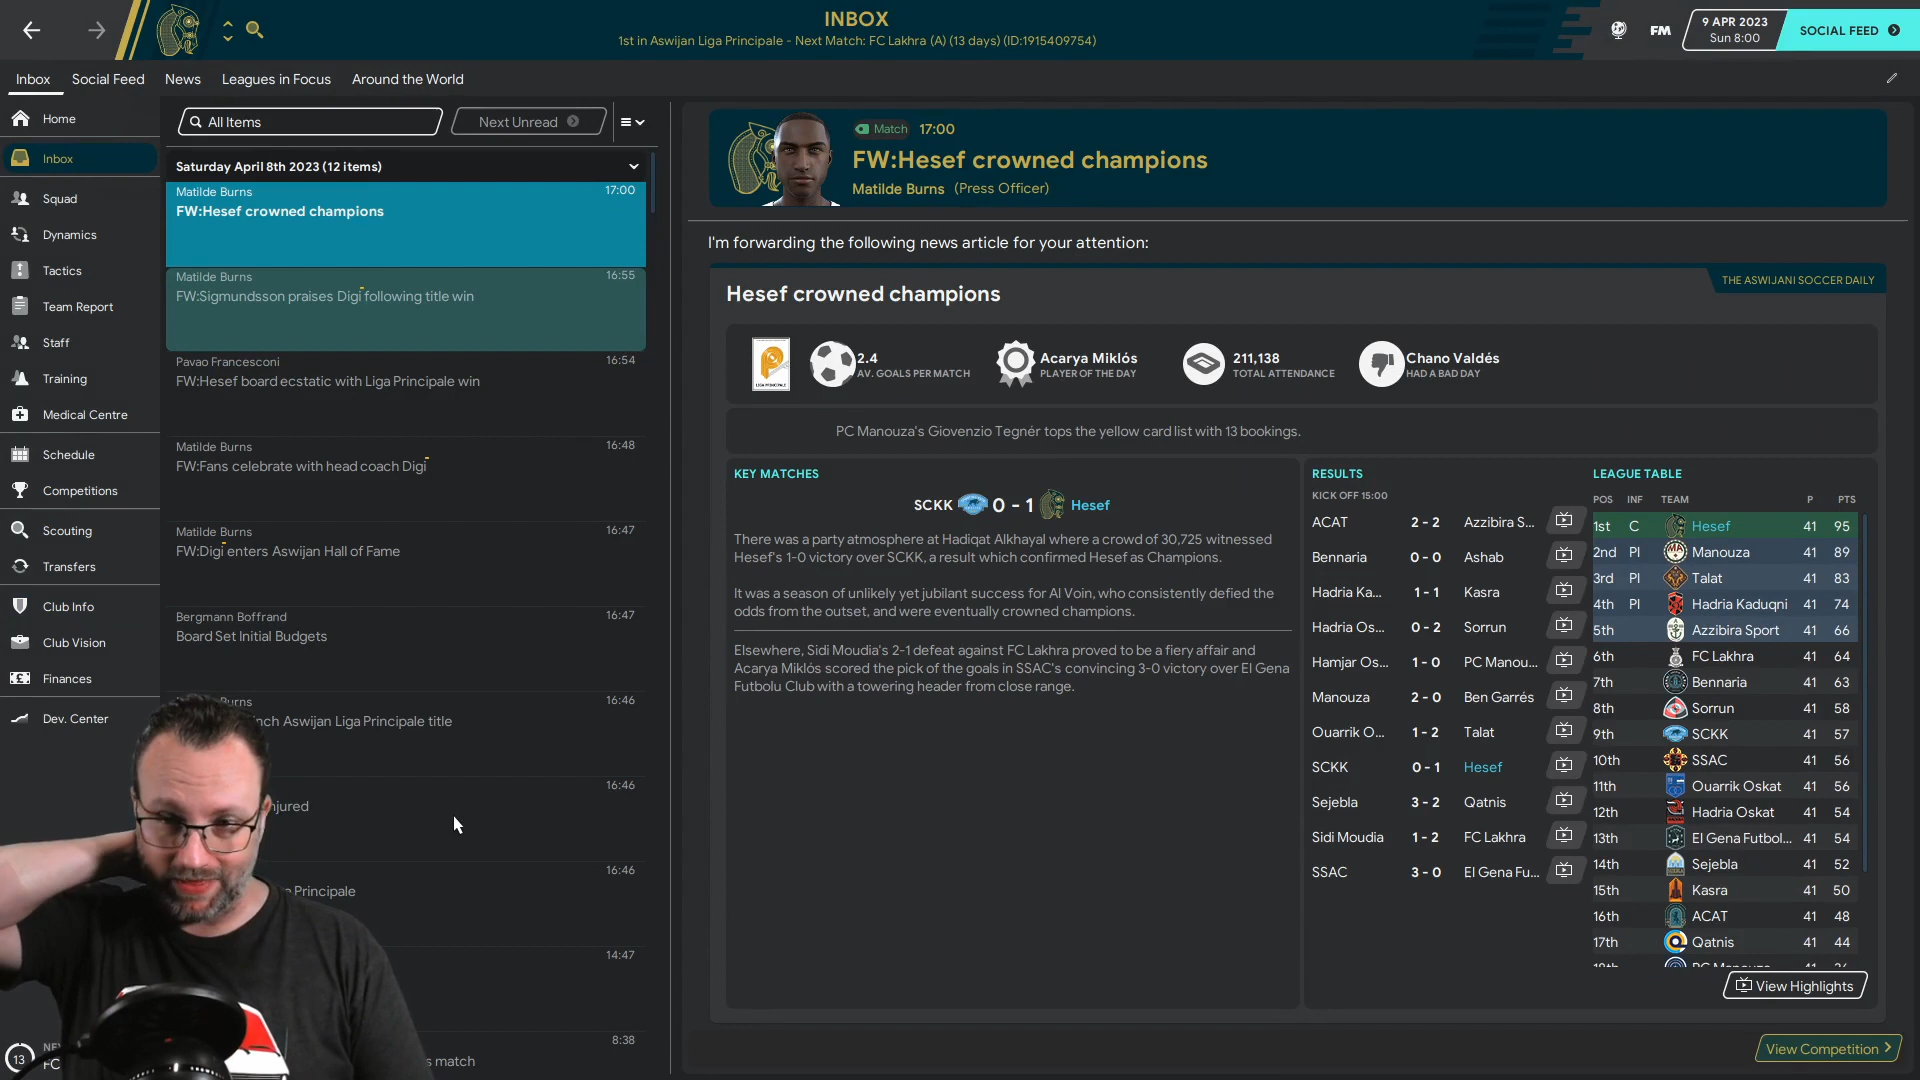 INBOX
1st in Aswijan Liga Principale - Next Match: FC Lakhra (A) (13 days) (ID:1915409754)
FM
9 APR 2023
Sun 8:00
SOCIAL FEED
Inbox
Social Feed
News
Leagues in Focus
Around the World
Home
Inbox
Squad
Dynamics
Tactics
Team Report
Staff
Training
Medical Centre
Schedule
Competitions
Scouting
Transfers
Club Info
Club Vision
Finances
Dev. Center
13
FC
All Items
Next Unread
Saturday April 8th 2023 (12 items)
Matilde Burns 17:00
FW:Hesef crowned champions
Matilde Burns 16:55
FW:Sigmundsson praises Digi following title win
Pavao Francesconi 16:54
FW:Hesef board ecstatic with Liga Principale win
Matilde Burns 16:48
FW:Fans celebrate with head coach Digi
Matilde Burns 16:47
FW:Digi enters Aswijan Hall of Fame
Bergmann Boffrand 16:47
Board Set Initial Budgets
Burns 16:46
Aswijan Liga Principale title
16:46
16:46
Principale
14:47
8:38
match
Match 17:00
FW:Hesef crowned champions
Matilde Burns (Press Officer)
I'm forwarding the following news article for your attention:
THE ASWIJANI SOCCER DAILY
Hesef crowned champions
LIGA PRINCIPALE
2.4
AV. GOALS PER MATCH
Acarya Miklós
PLAYER OF THE DAY
211,138
TOTAL ATTENDANCE
Chano Valdés
HAD A BAD DAY
PC Manouza's Giovenzio Tegnér tops the yellow card list with 13 bookings.
KEY MATCHES
SCKK 0 - 1 Hesef
There was a party atmosphere at Hadiqat Alkhayal where a crowd of 30,725 witnessed
Hesef's 1-0 victory over SCKK, a result which confirmed Hesef as Champions.
It was a season of unlikely yet jubilant success for Al Voin, who consistently defied the
odds from the outset, and were eventually crowned champions.
Elsewhere, Sidi Moudia's 2-1 defeat against FC Lakhra proved to be a fiery affair and
Acarya Miklós scored the pick of the goals in SSAC's convincing 3-0 victory over El Gena
Futbolu Club with a towering header from close range.
RESULTS
KICK OFF 15:00
ACAT 2 - 2 Azzibira S...
Bennaria 0 - 0 Ashab
Hadria Ka... 1 - 1 Kasra
Hadria Os... 0 - 2 Sorrun
Hamjar Os... 1 - 0 PC Manou...
Manouza 2 - 0 Ben Garrés
Ouarrik O... 1 - 2 Talat
SCKK 0 - 1 Hesef
Sejebla 3 - 2 Qatnis
Sidi Moudia 1 - 2 FC Lakhra
SSAC 3 - 0 El Gena Fu...
LEAGUE TABLE
POS INF TEAM P PTS
1st C Hesef 41 95
2nd Pl Manouza 41 89
3rd Pl Talat 41 83
4th Pl Hadria Kaduqni 41 74
5th Azzibira Sport 41 66
6th FC Lakhra 41 64
7th Bennaria 41 63
8th Sorrun 41 58
9th SCKK 41 57
10th SSAC 41 56
11th Ouarrik Oskat 41 56
12th Hadria Oskat 41 54
13th El Gena Futbol... 41 54
14th Sejebla 41 52
15th Kasra 41 50
16th ACAT 41 48
17th Qatnis 41 44
View Highlights
View Competition